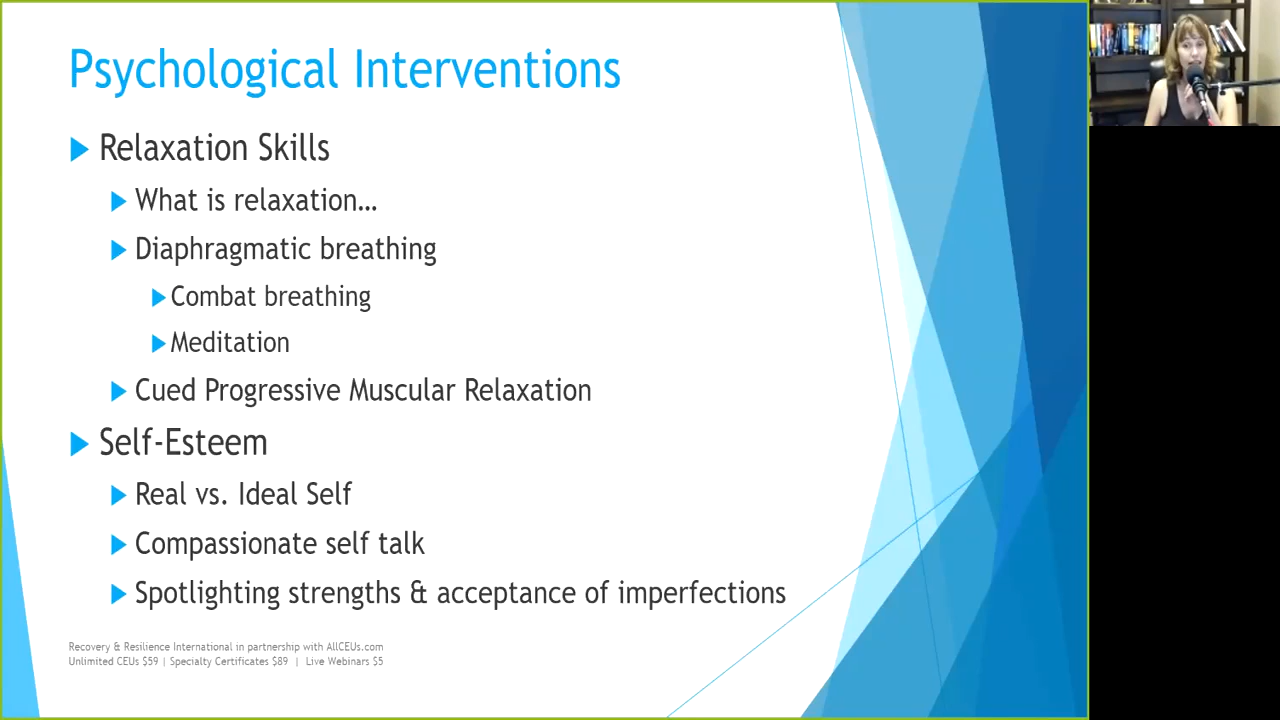 Psychological Interventions
Relaxation Skills
What is relaxation…
Diaphragmatic breathing
Combat breathing
Meditation
Cued Progressive Muscular Relaxation
Self-Esteem
Real vs. Ideal Self
Compassionate self talk
Spotlighting strengths & acceptance of imperfections
Recovery & Resilience International in partnership with AllCEUs.com
Unlimited CEUs $59 | Specialty Certificates $89 | Live Webinars $5